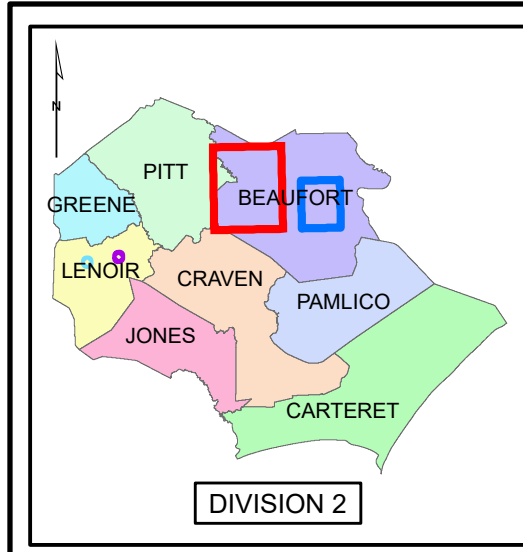 N
PITT
GREENE
BEAUFORT
LENOIR
CRAVEN
PAMLICO
JONES
CARTERET
DIVISION 2